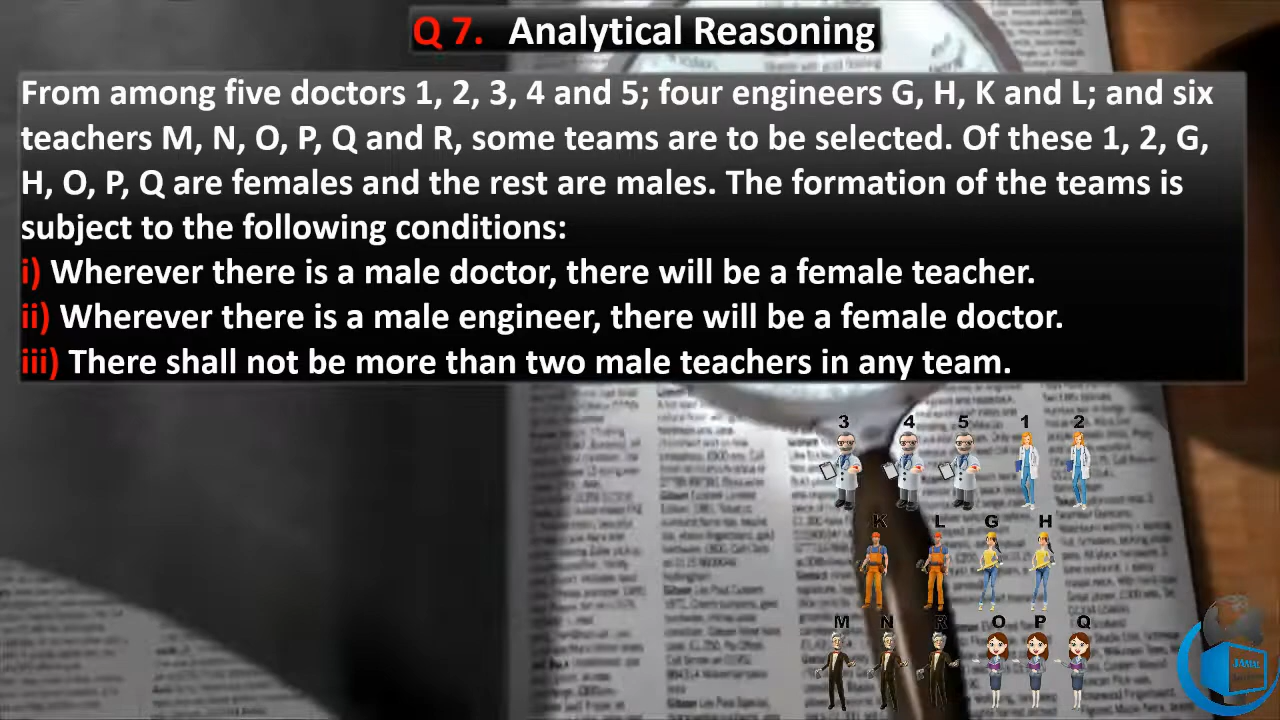 Q 7. Analytical Reasoning
From among five doctors 1, 2, 3, 4 and 5; four engineers G, H, K and L; and six
teachers M, N, O, P, Q and R, some teams are to be selected. Of these 1, 2, G,
H, O, P, Q are females and the rest are males. The formation of the teams is
subject to the following conditions:
i) Wherever there is a male doctor, there will be a female teacher.
ii) Wherever there is a male engineer, there will be a female doctor.
iii) There shall not be more than two male teachers in any team.
3 4 5 1 2
K L G H
M N R O P Q
JAMAL